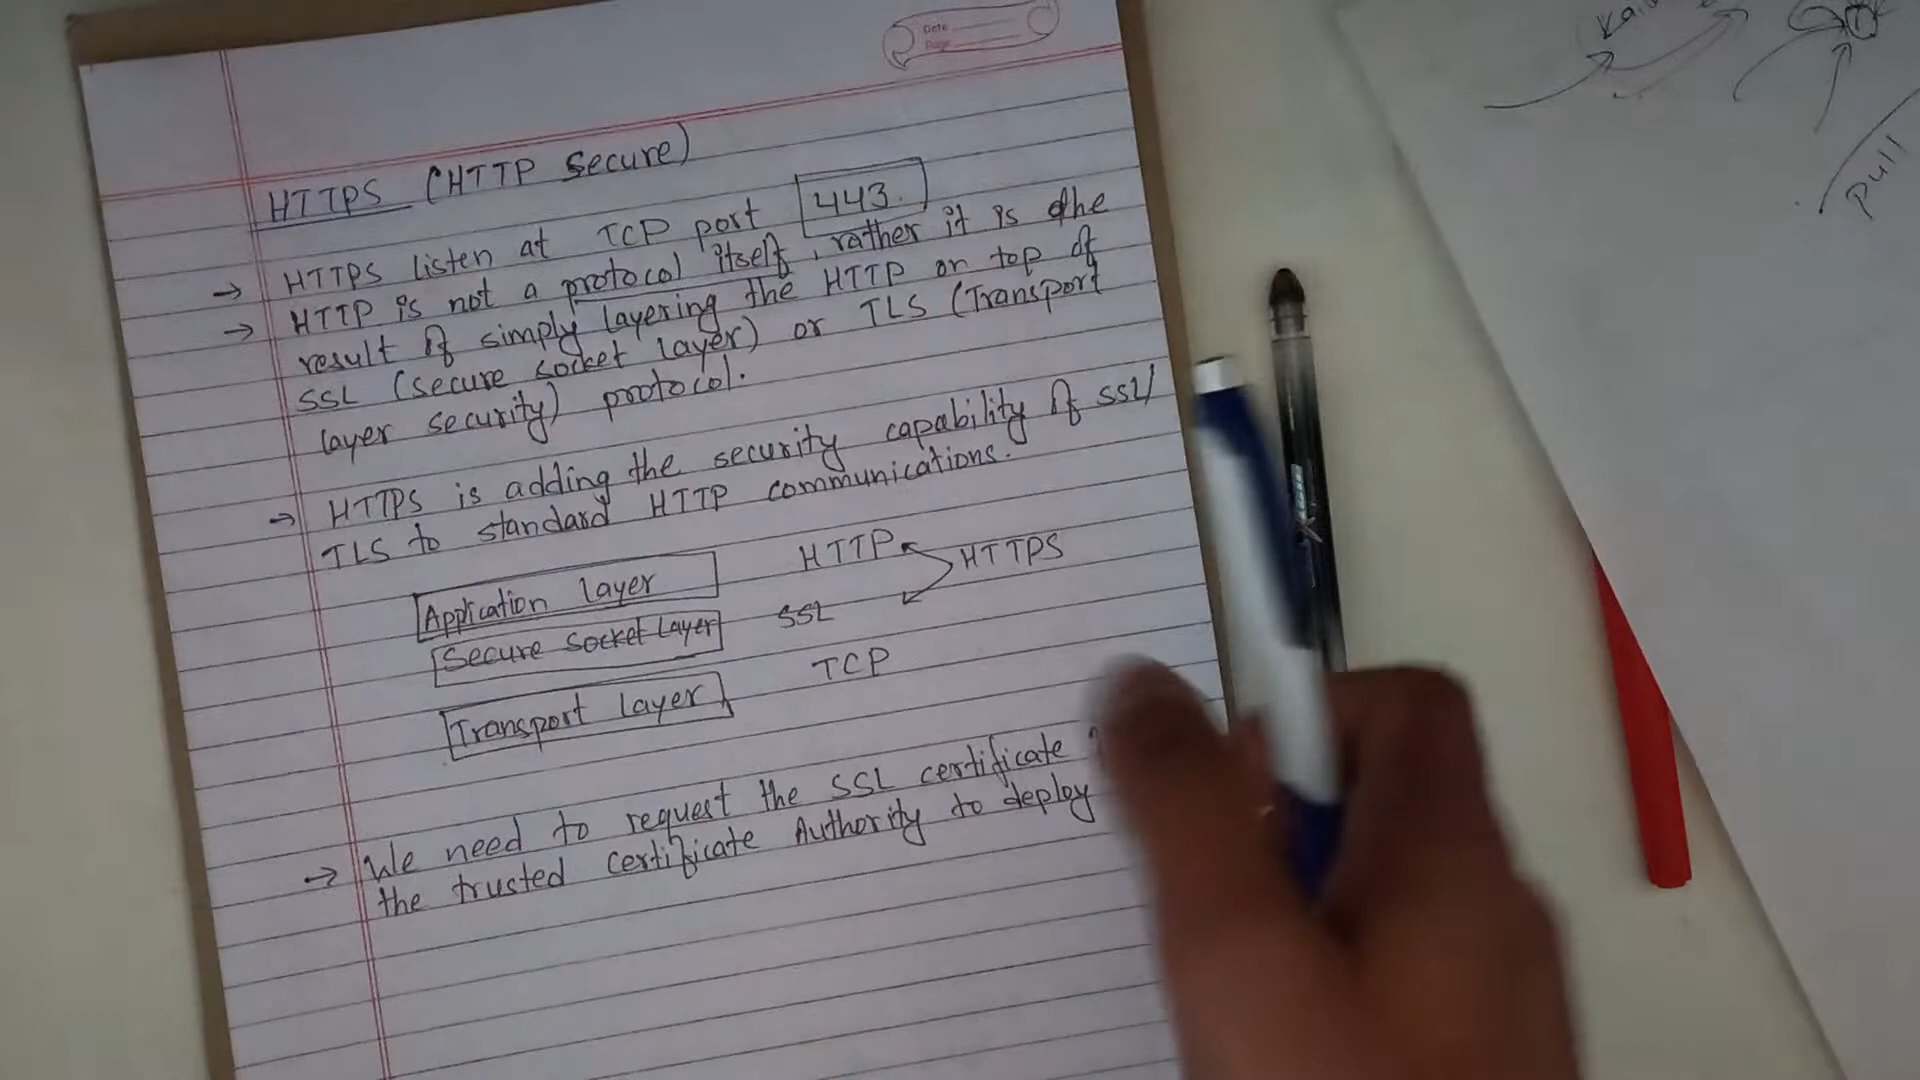 Date
Page
HTTPS (HTTP Secure)
→ HTTPS listen at TCP port 443.
→ HTTP is not a protocol itself, rather it is the
result of simply layering the HTTP on top of
SSL (secure socket layer) or TLS (Transport
layer security) protocol.
→ HTTPS is adding the security capability of SSL/
TLS to standard HTTP communications.
Application layer HTTP HTTPS
Secure Socket Layer SSL
Transport layer TCP
→ We need to request the SSL certificate
the trusted certificate Authority to deploy
Pull